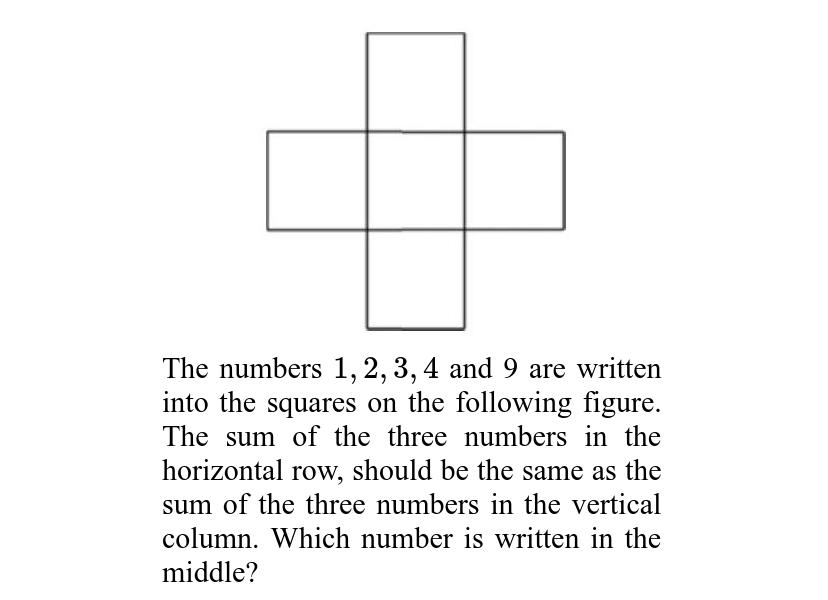 The numbers 1, 2, 3, 4 and 9 are written
into the squares on the following figure.
The sum of the three numbers in the
horizontal row, should be the same as the
sum of the three numbers in the vertical
column. Which number is written in the
middle?